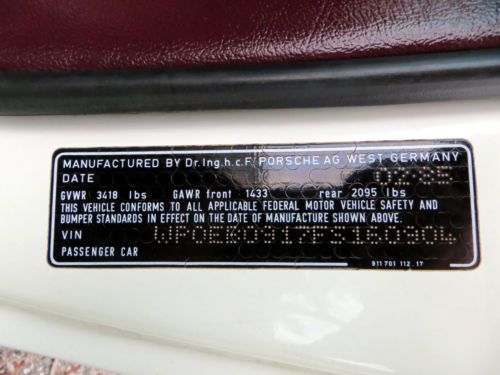 MANUFACTURED BY Dr.Ing.h.c.F. PORSCHE AG WEST GERMANY
DATE
GVWR 3418 lbs GAWR front 1433 rear 2095 lbs
THIS VEHICLE CONFORMS TO ALL APPLICABLE FEDERAL MOTOR VEHICLE SAFETY AND
BUMPER STANDARDS IN EFFECT ON THE DATE OF MANUFACTURE SHOWN ABOVE.
VIN WP0EB0917FS160904
PASSENGER CAR
911 701 112 .17